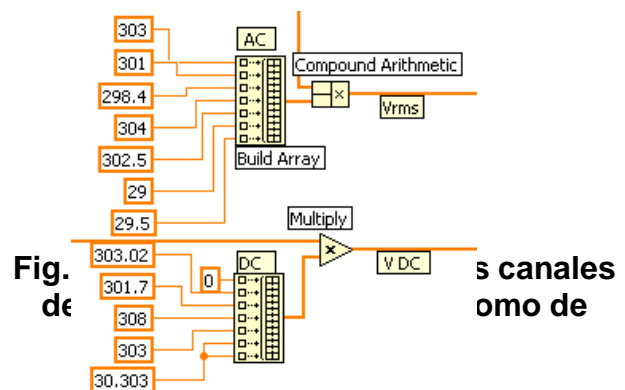 303
AC
301
Compound Arithmetic
298.4
Vrms
304
302.5
Build Array
29
29.5
Multiply
303.02
DC
V DC
0
301.7
308
303
30.303
Fig. s canales
de omo de